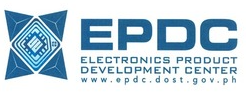 EPDC
ELECTRONICS PRODUCT
DEVELOPMENT CENTER
www.epdc.dost.gov.ph